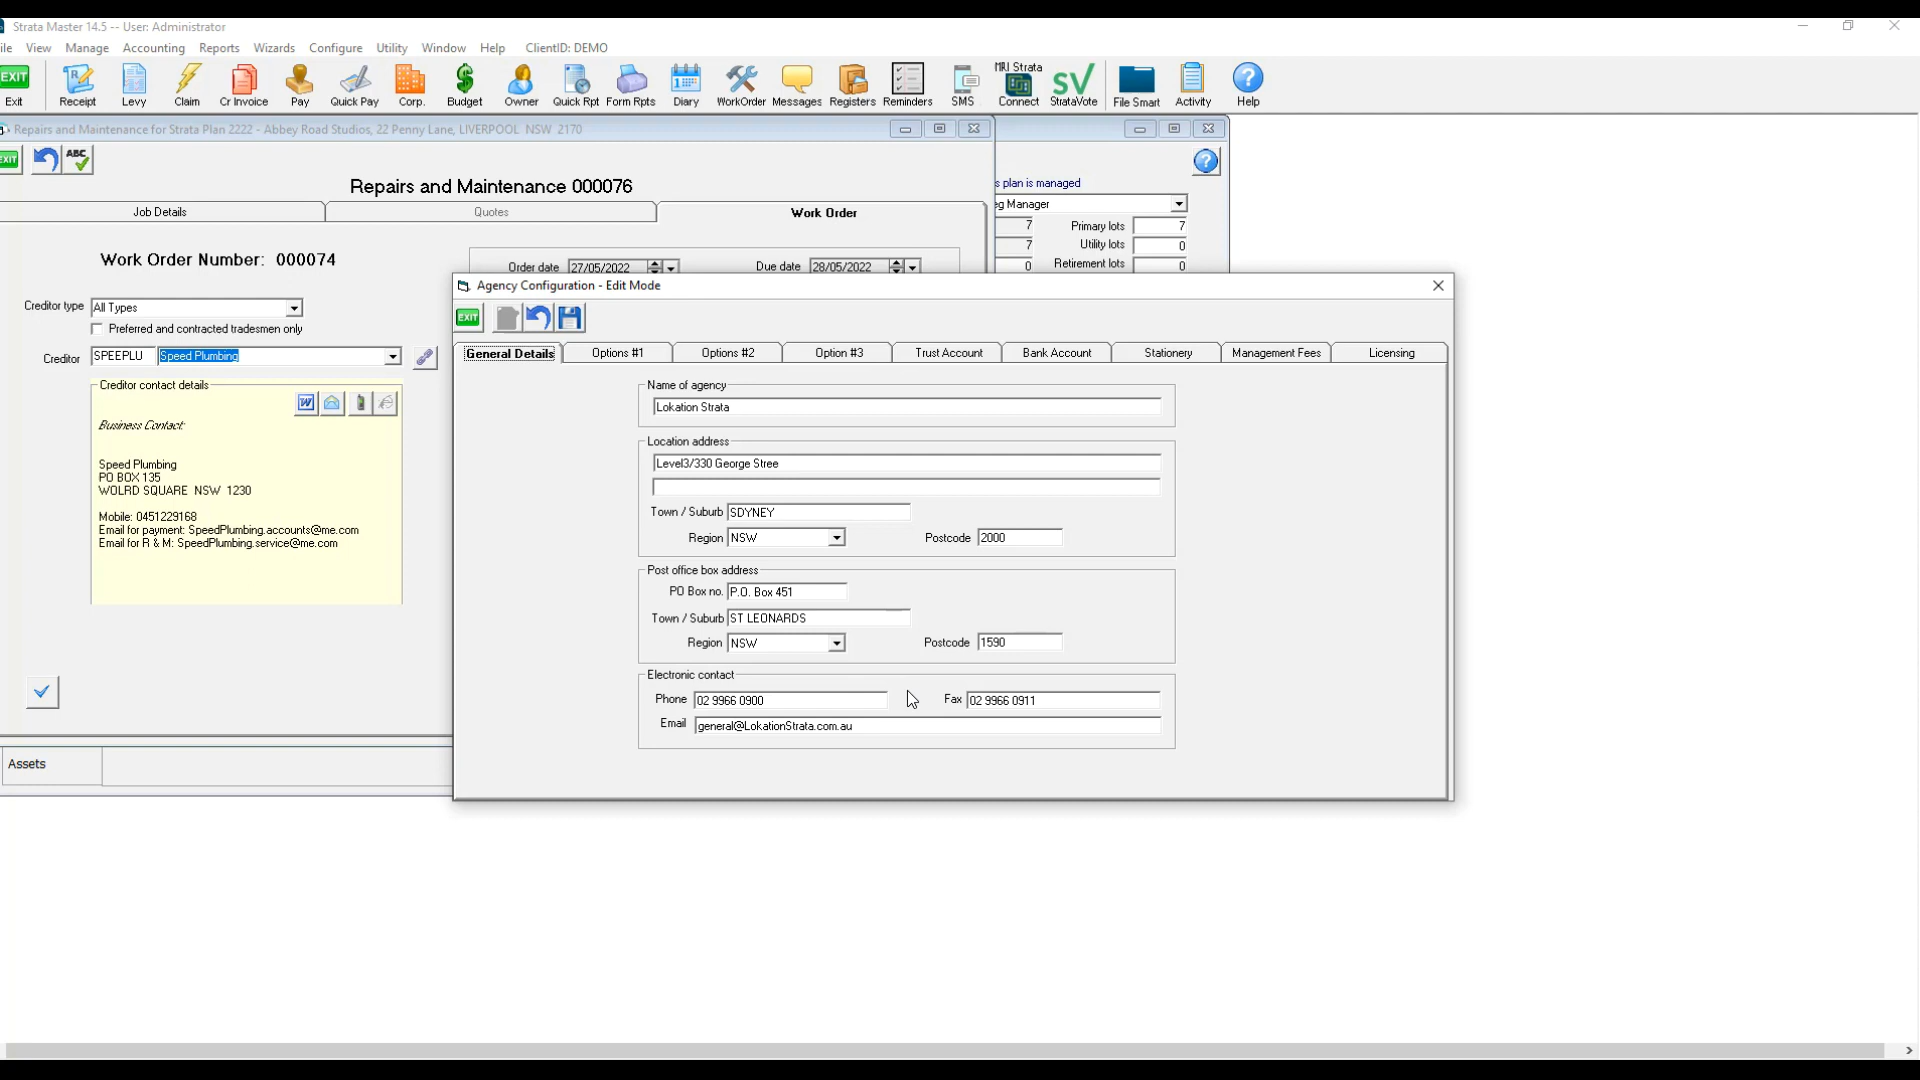 Strata Master 14.5 -- User: Administrator
ile View Manage Accounting Reports Wizards Configure Utility Window Help ClientID: DEMO
EXIT
Exit Receipt Levy Claim Cr Invoice Pay Quick Pay Corp. Budget Owner Quick Rpt Form Rpts Diary WorkOrder Messages Registers Reminders SMS MRI Strata Connect StrataVote File Smart Activity Help
Repairs and Maintenance for Strata Plan 2222 - Abbey Road Studios, 22 Penny Lane, LIVERPOOL NSW 2170
EXIT ABC
Repairs and Maintenance 000076
Job Details Quotes Work Order
Work Order Number: 000074
Order date 27/05/2022 Due date 28/05/2022
s plan is managed
eg Manager
7 Primary lots 7
7 Utility lots 0
0 Retirement lots 0
Creditor type All Types
Preferred and contracted tradesmen only
Creditor SPEEPLU Speed Plumbing
Creditor contact details
Business Contact:
Speed Plumbing
PO BOX 135
WOLRD SQUARE NSW 1230
Mobile: 0451229168
Email for payment: SpeedPlumbing.accounts@me.com
Email for R & M: SpeedPlumbing.service@me.com
Assets
Agency Configuration - Edit Mode
EXIT
General Details Options #1 Options #2 Option #3 Trust Account Bank Account Stationery Management Fees Licensing
Name of agency
Lokation Strata
Location address
Level3/330 George Stree
Town / Suburb SDYNEY
Region NSW Postcode 2000
Post office box address
PO Box no. P.O. Box 451
Town / Suburb ST LEONARDS
Region NSW Postcode 1590
Electronic contact
Phone 02 9966 0900 Fax 02 9966 0911
Email general@LokationStrata.com.au